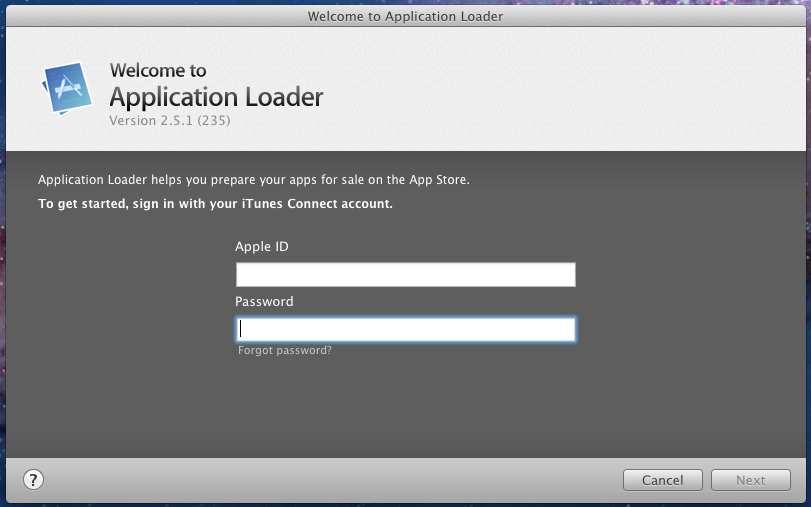 Welcome to Application Loader
Welcome to
Application Loader
Version 2.5.1 (235)
Application Loader helps you prepare your apps for sale on the App Store.
To get started, sign in with your iTunes Connect account.
Apple ID
Password
Forgot password?
?
Cancel
Next